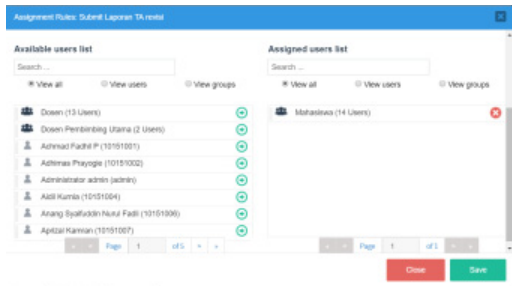 Assignment Rules: Submit Laporan TA revisi
Available users list
Search ...
View all View users View groups
Dosen (13 Users)
Dosen Pembimbing Utama (2 Users)
Achmad Fadhil P (10151001)
Adhimas Prayogie (10151002)
Administrator admin (admin)
Aldil Kurnia (10151004)
Anang Syaifuddin Nurul Fadli (10151006)
Aprizal Kamran (10151007)
Page 1 of 5
Assigned users list
Search ...
View all View users View groups
Mahasiswa (14 Users)
Page 1 of 1
Close Save